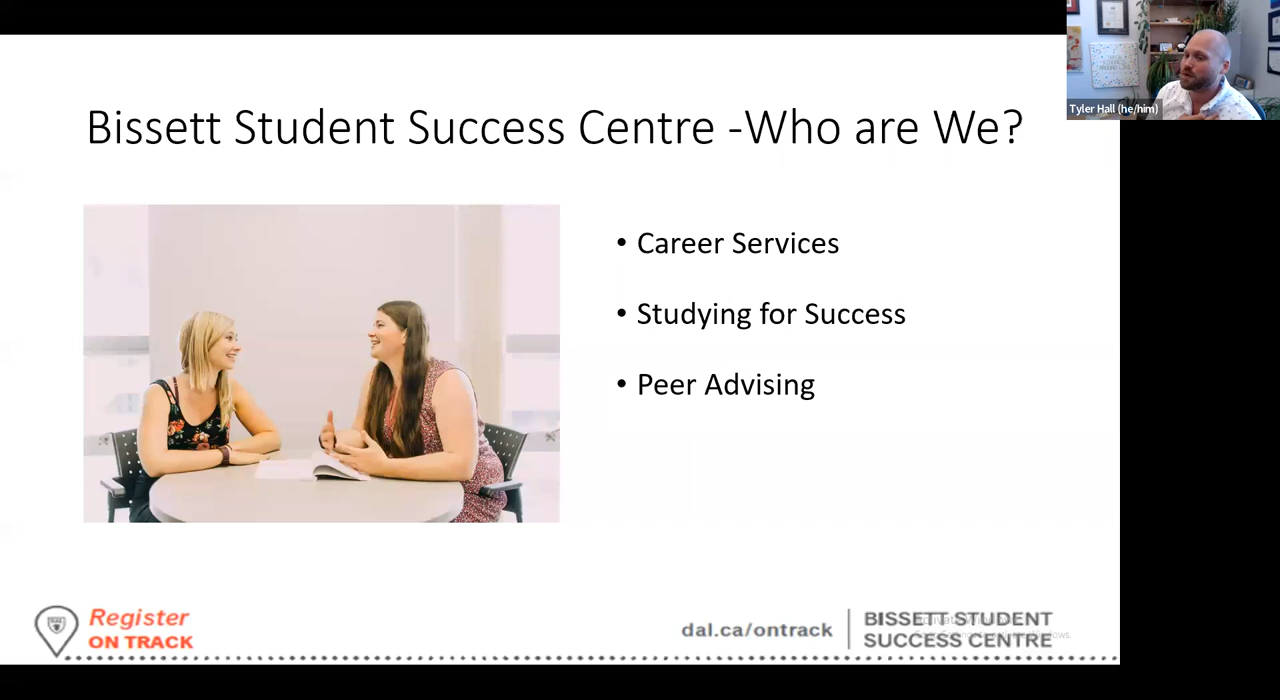 Bissett Student Success Centre -Who are We?
Tyler Hall (he/him)
• Career Services
• Studying for Success
• Peer Advising
Register
ON TRACK
dal.ca/ontrack
BISSETT STUDENT
SUCCESS CENTRE